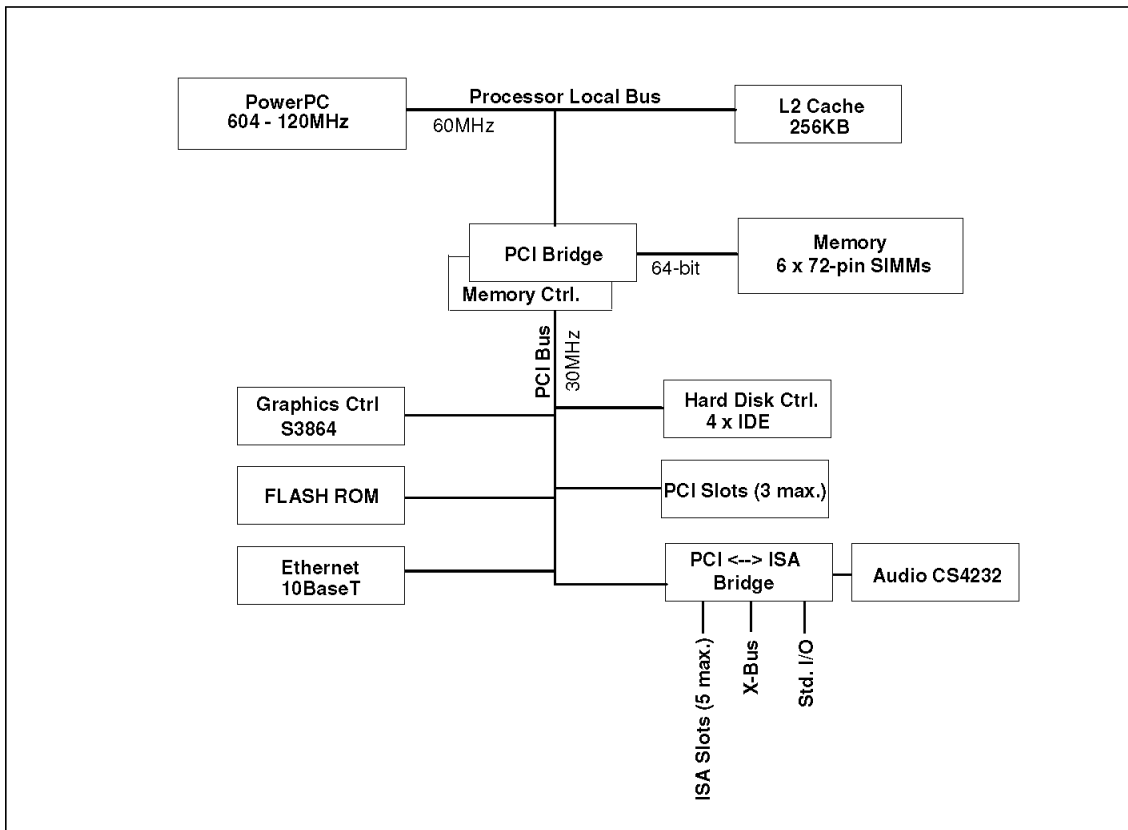 PowerPC
604 - 120MHz
Processor Local Bus
60MHz
L2 Cache
256KB
PCI Bridge
Memory Ctrl.
64-bit
Memory
6 x 72-pin SIMMs
PCI Bus
30MHz
Graphics Ctrl
S3864
Hard Disk Ctrl.
4 x IDE
FLASH ROM
PCI Slots (3 max.)
Ethernet
10BaseT
PCI <--> ISA
Bridge
Audio CS4232
ISA Slots (5 max.)
X-Bus
Std. I/O